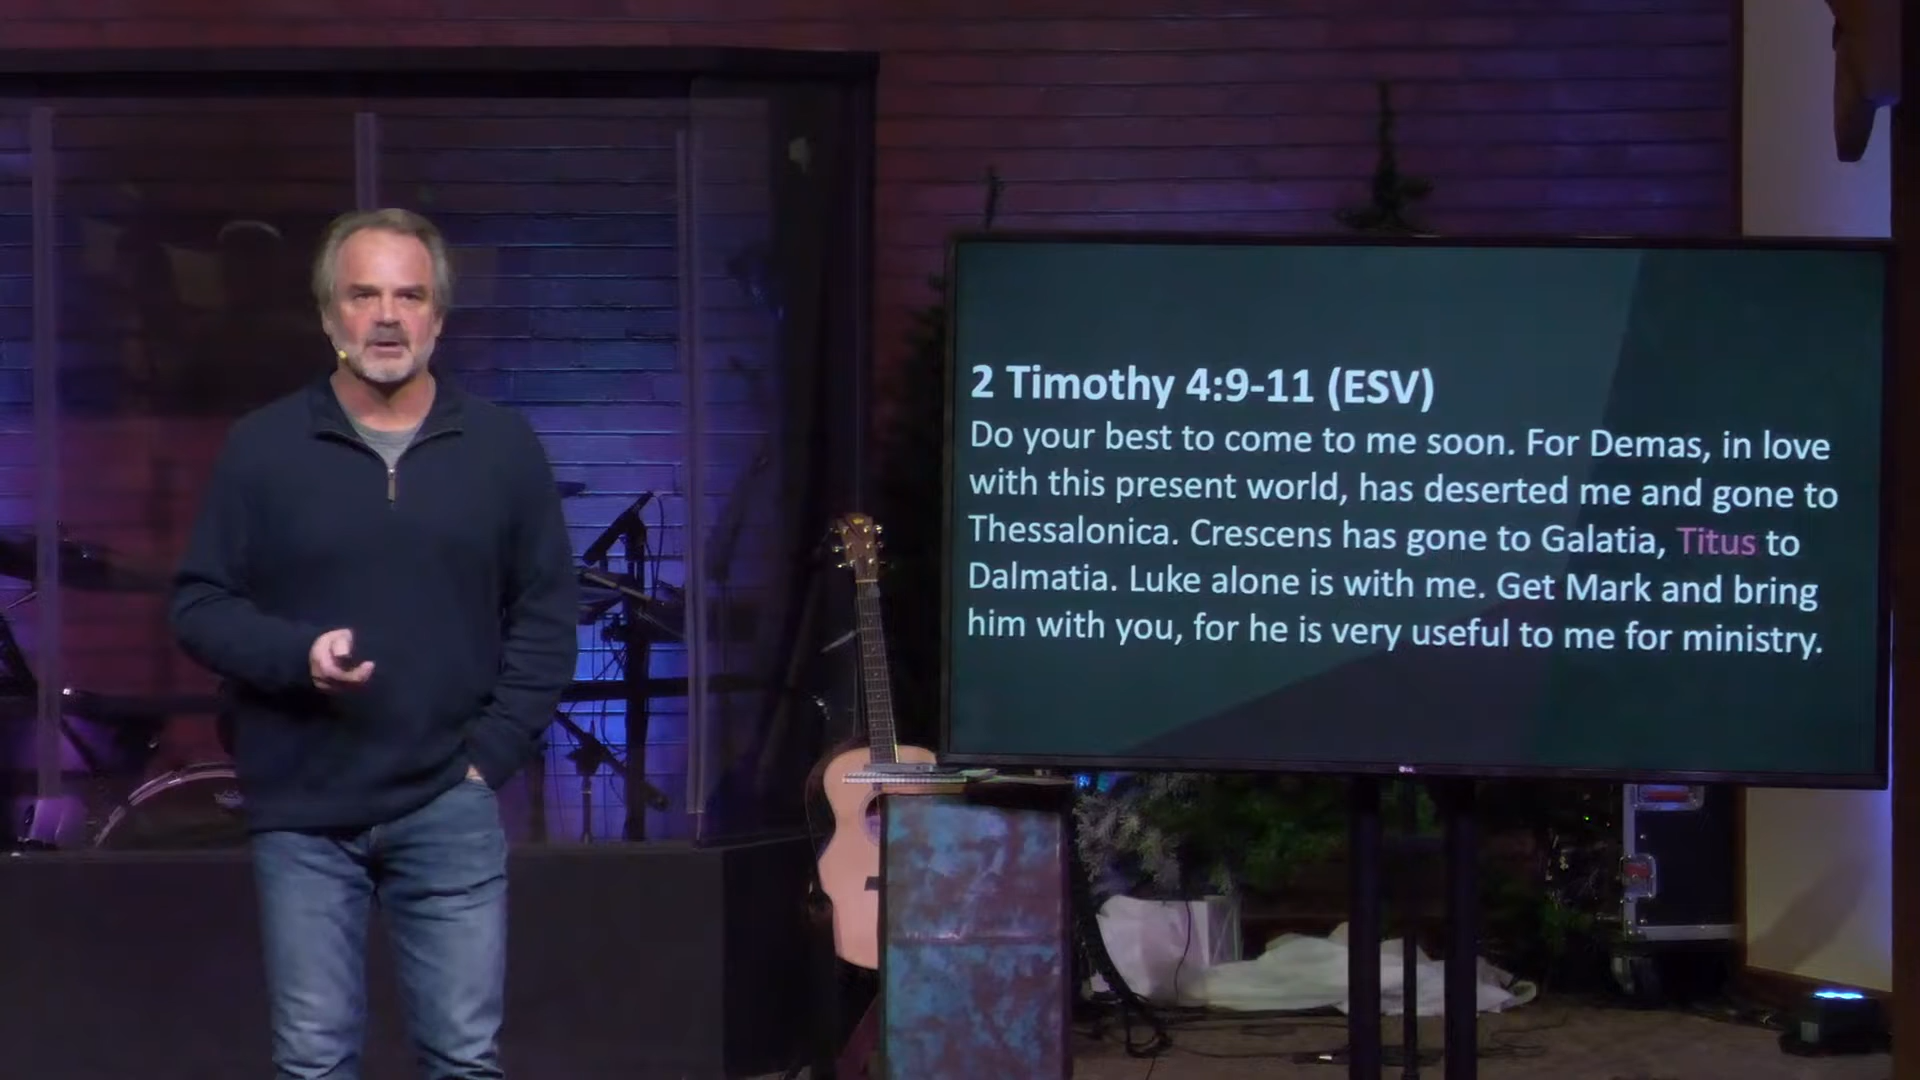 2 Timothy 4:9-11 (ESV)
Do your best to come to me soon. For Demas, in love
with this present world, has deserted me and gone to
Thessalonica. Crescens has gone to Galatia, Titus to
Dalmatia. Luke alone is with me. Get Mark and bring
him with you, for he is very useful to me for ministry.
LG